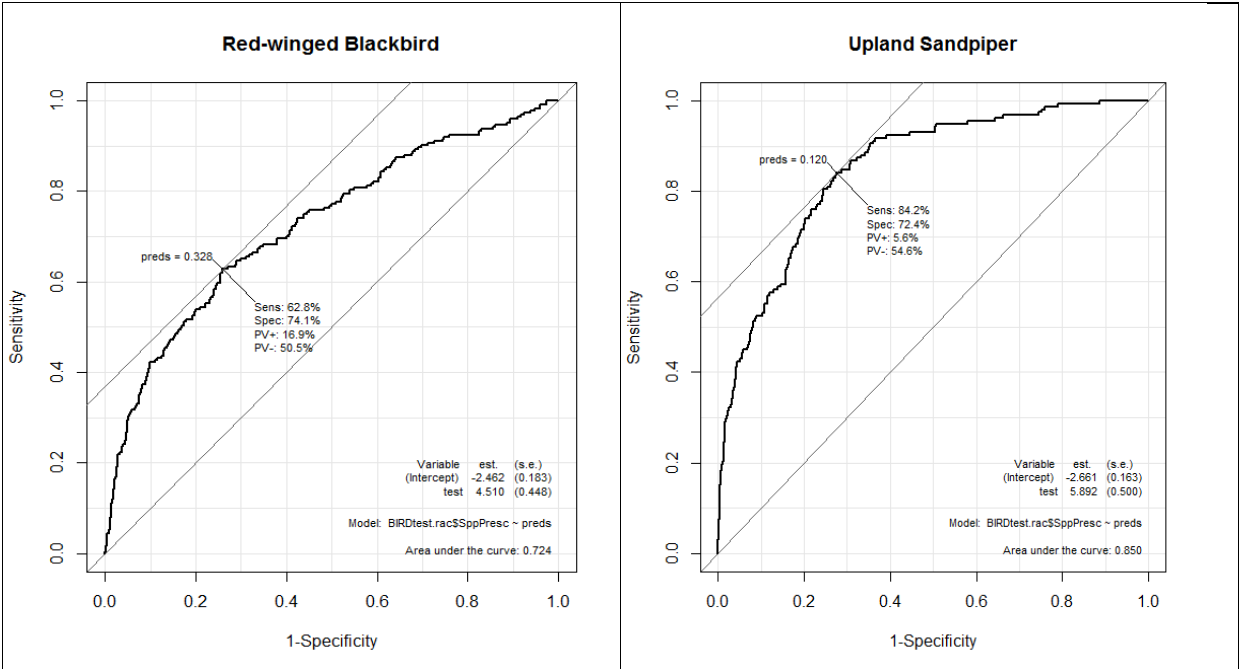 Red-winged Blackbird
Sensitivity
1.0
0.8
0.6
0.4
0.2
0.0
preds = 0.328
Sens: 62.8%
Spec: 74.1%
PV+: 16.9%
PV-: 50.5%
Variable est. (s.e.)
(Intercept) -2.462 (0.183)
test 4.510 (0.448)
Model: BIRDtest.rac$SppPresc ~ preds
Area under the curve: 0.724
0.0 0.2 0.4 0.6 0.8 1.0
1-Specificity
Upland Sandpiper
Sensitivity
1.0
0.8
0.6
0.4
0.2
0.0
preds = 0.120
Sens: 84.2%
Spec: 72.4%
PV+: 5.6%
PV-: 54.6%
Variable est. (s.e.)
(Intercept) -2.661 (0.163)
test 5.892 (0.500)
Model: BIRDtest.rac$SppPresc ~ preds
Area under the curve: 0.850
0.0 0.2 0.4 0.6 0.8 1.0
1-Specificity